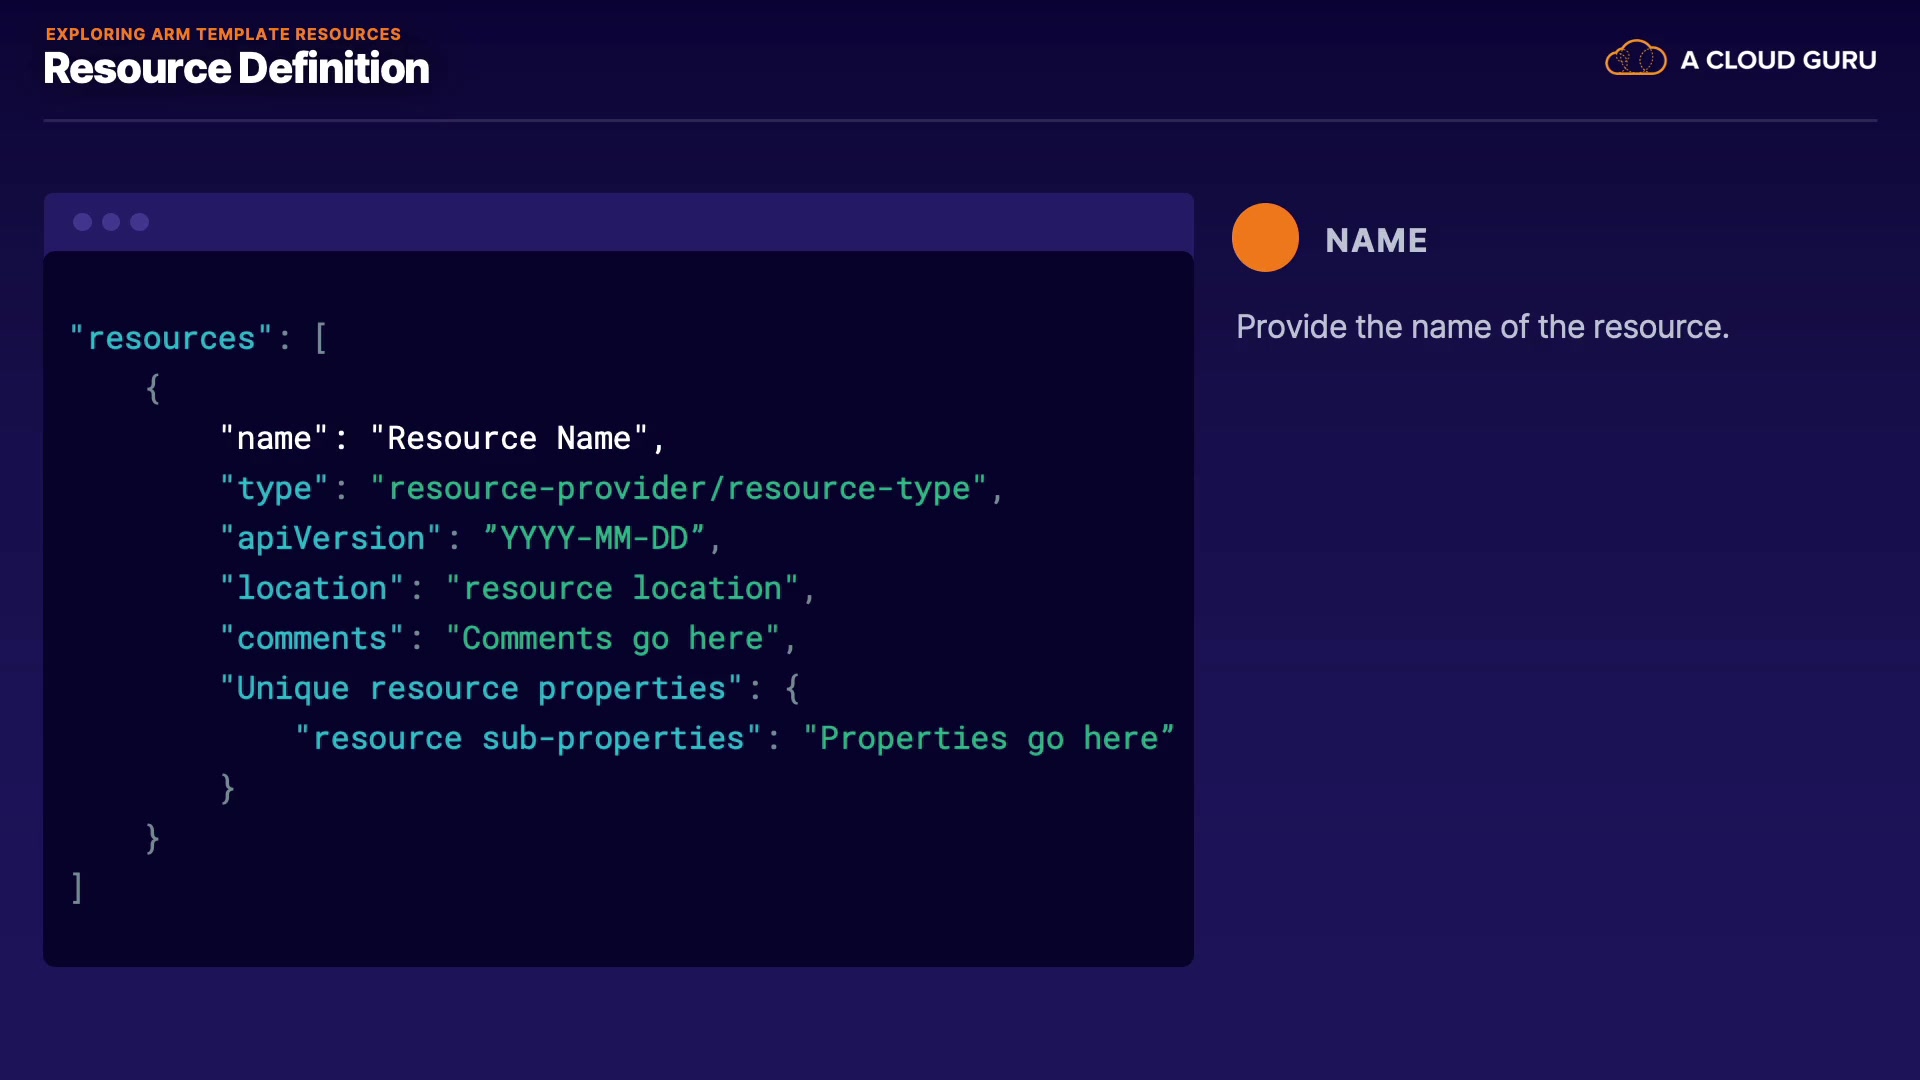 EXPLORING ARM TEMPLATE RESOURCES
Resource Definition
A CLOUD GURU
"resources": [
{
"name": "Resource Name",
"type": "resource-provider/resource-type",
"apiVersion": ”YYYY-MM-DD”,
"location": "resource location",
"comments": "Comments go here",
"Unique resource properties": {
"resource sub-properties": "Properties go here”
}
}
]
NAME
Provide the name of the resource.